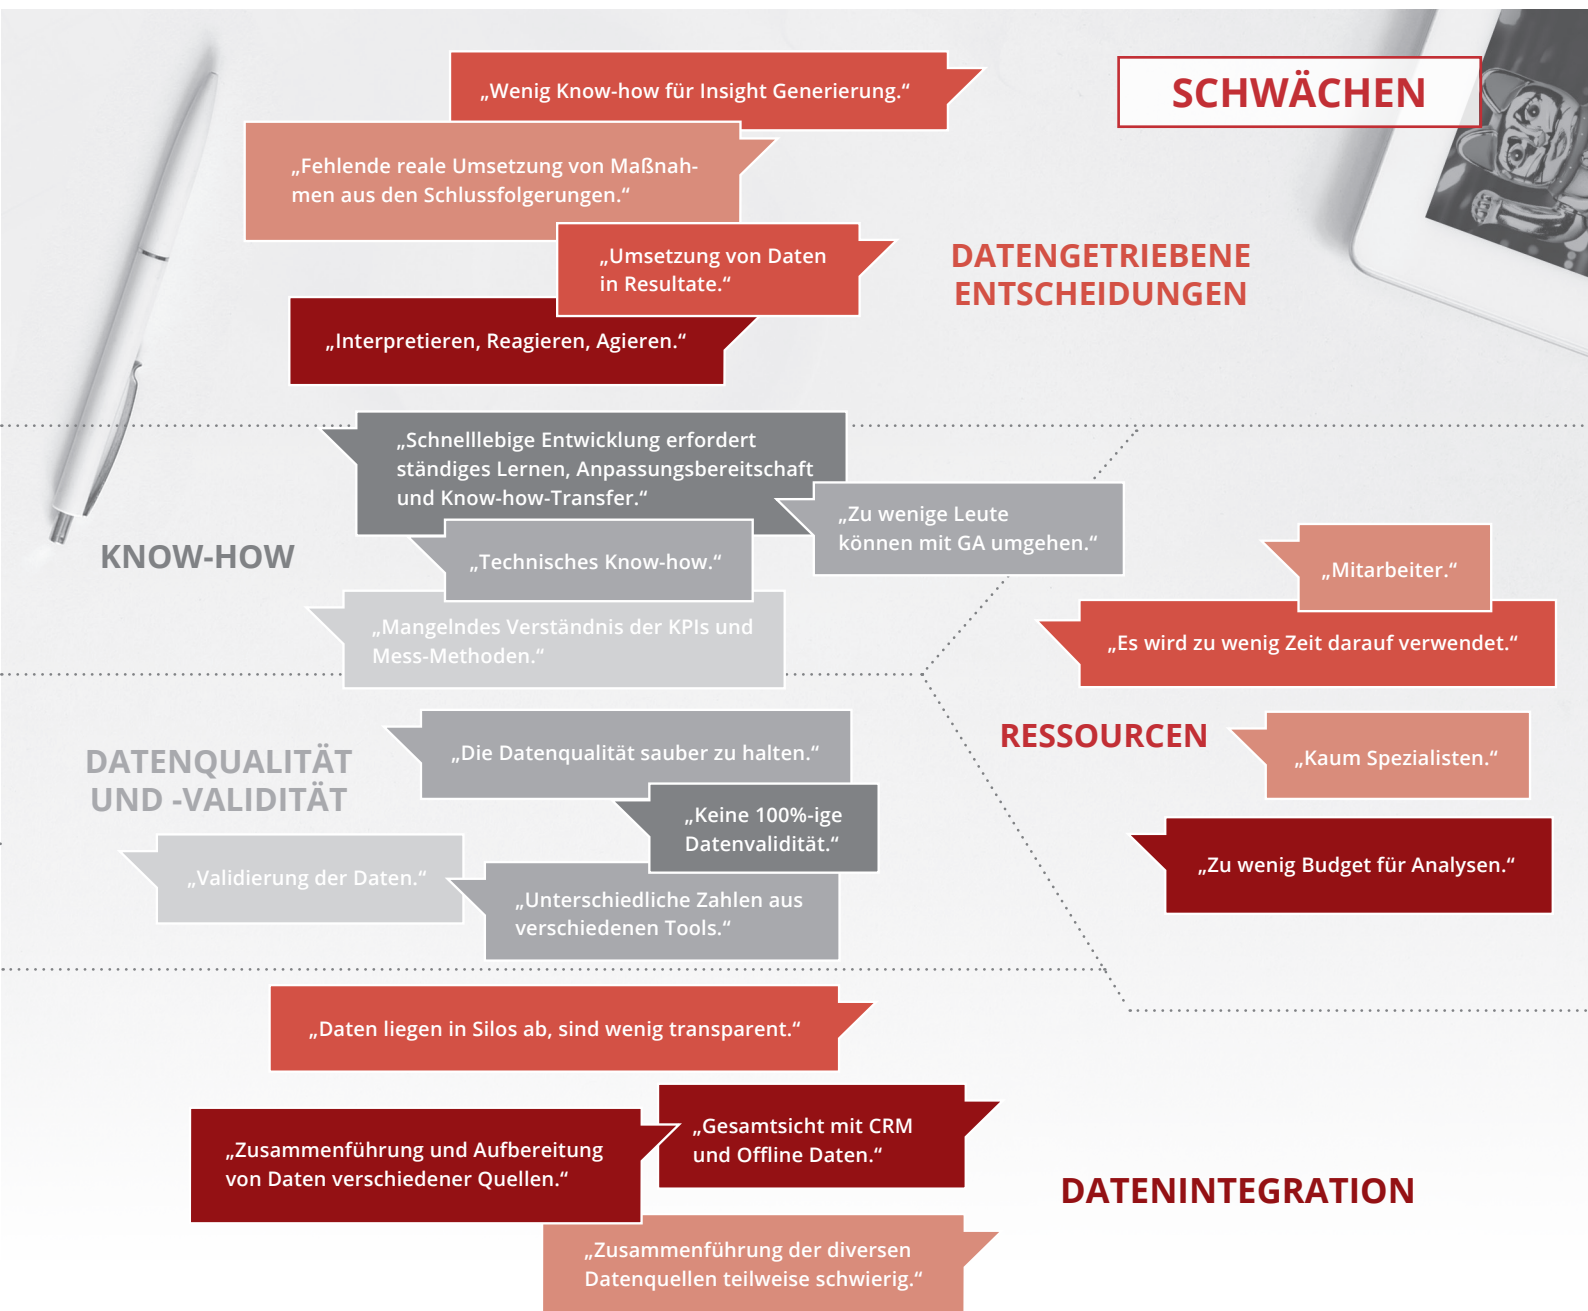 SCHWÄCHEN
„Wenig Know-how für Insight Generierung.“
„Fehlende reale Umsetzung von Maßnah-
men aus den Schlussfolgerungen.“
„Umsetzung von Daten
in Resultate.“
„Interpretieren, Reagieren, Agieren.“
DATENGETRIEBENE
ENTSCHEIDUNGEN
„Schnelllebige Entwicklung erfordert
ständiges Lernen, Anpassungsbereitschaft
und Know-how-Transfer.“
„Zu wenige Leute
können mit GA umgehen.“
KNOW-HOW
„Technisches Know-how.“
„Mangelndes Verständnis der KPIs und
Mess-Methoden.“
„Mitarbeiter.“
„Es wird zu wenig Zeit darauf verwendet.“
RESSOURCEN
„Kaum Spezialisten.“
„Zu wenig Budget für Analysen.“
DATENQUALITÄT
UND -VALIDITÄT
„Die Datenqualität sauber zu halten.“
„Keine 100%-ige
Datenvalidität.“
„Validierung der Daten.“
„Unterschiedliche Zahlen aus
verschiedenen Tools.“
„Daten liegen in Silos ab, sind wenig transparent.“
„Gesamtsicht mit CRM
und Offline Daten.“
„Zusammenführung und Aufbereitung
von Daten verschiedener Quellen.“
DATENINTEGRATION
„Zusammenführung der diversen
Datenquellen teilweise schwierig.“